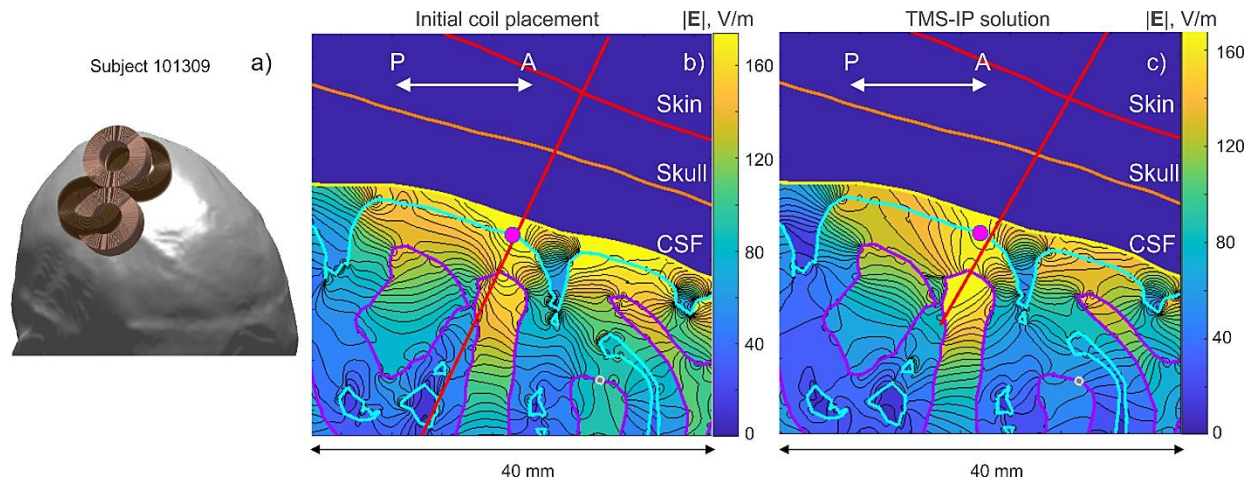 Subject 101309
a)
Initial coil placement
|E|, V/m
TMS-IP solution
|E|, V/m
P
A
b)
Skin
Skull
CSF
160
120
80
40
0
40 mm
P
A
c)
Skin
Skull
CSF
160
120
80
40
0
40 mm